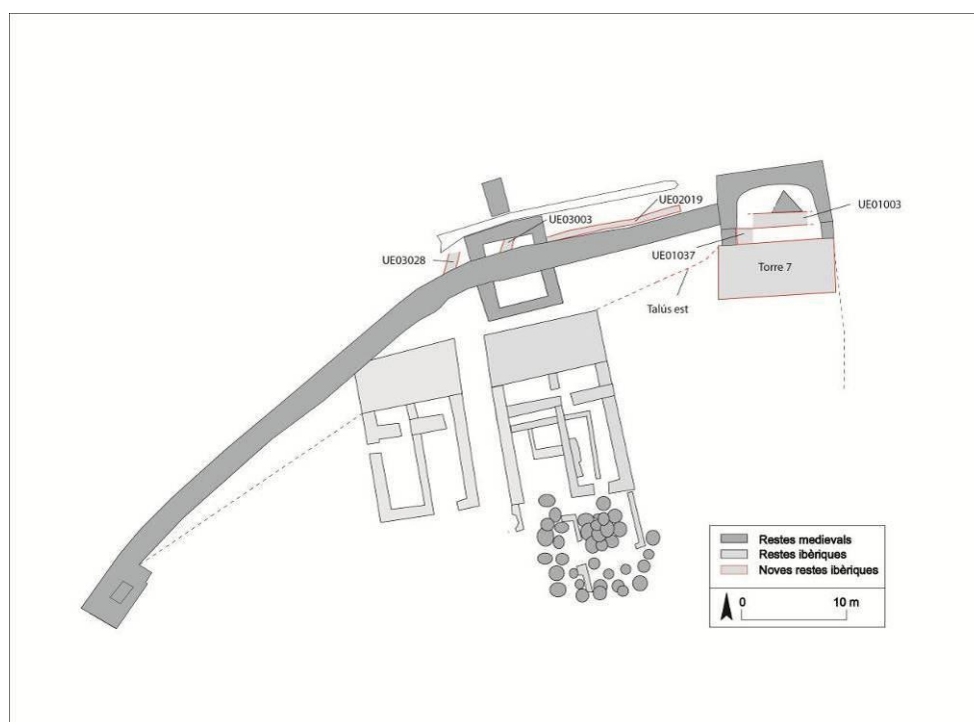 UE02019
UE01003
UE03003
UE03028
UE01037
Torre 7
Talús est
Restes medievals
Restes ibèriques
Noves restes ibèriques
0 10 m